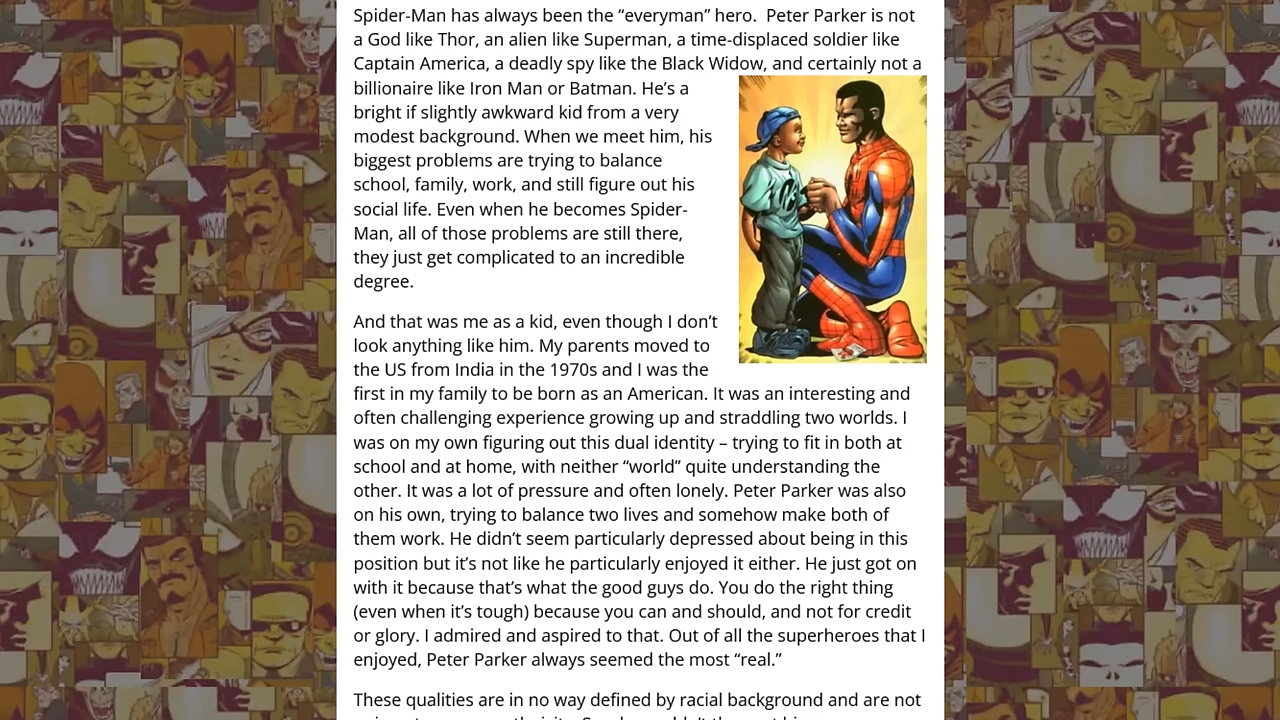 Spider-Man has always been the “everyman” hero.  Peter Parker is not
a God like Thor, an alien like Superman, a time-displaced soldier like
Captain America, a deadly spy like the Black Widow, and certainly not a
billionaire like Iron Man or Batman. He’s a
bright if slightly awkward kid from a very
modest background. When we meet him, his
biggest problems are trying to balance
school, family, work, and still figure out his
social life. Even when he becomes Spider-
Man, all of those problems are still there,
they just get complicated to an incredible
degree.
And that was me as a kid, even though I don’t
look anything like him. My parents moved to
the US from India in the 1970s and I was the
first in my family to be born as an American. It was an interesting and
often challenging experience growing up and straddling two worlds. I
was on my own figuring out this dual identity – trying to fit in both at
school and at home, with neither “world” quite understanding the
other. It was a lot of pressure and often lonely. Peter Parker was also
on his own, trying to balance two lives and somehow make both of
them work. He didn’t seem particularly depressed about being in this
position but it’s not like he particularly enjoyed it either. He just got on
with it because that’s what the good guys do. You do the right thing
(even when it’s tough) because you can and should, and not for credit
or glory. I admired and aspired to that. Out of all the superheroes that I
enjoyed, Peter Parker always seemed the most “real.”
These qualities are in no way defined by racial background and are not